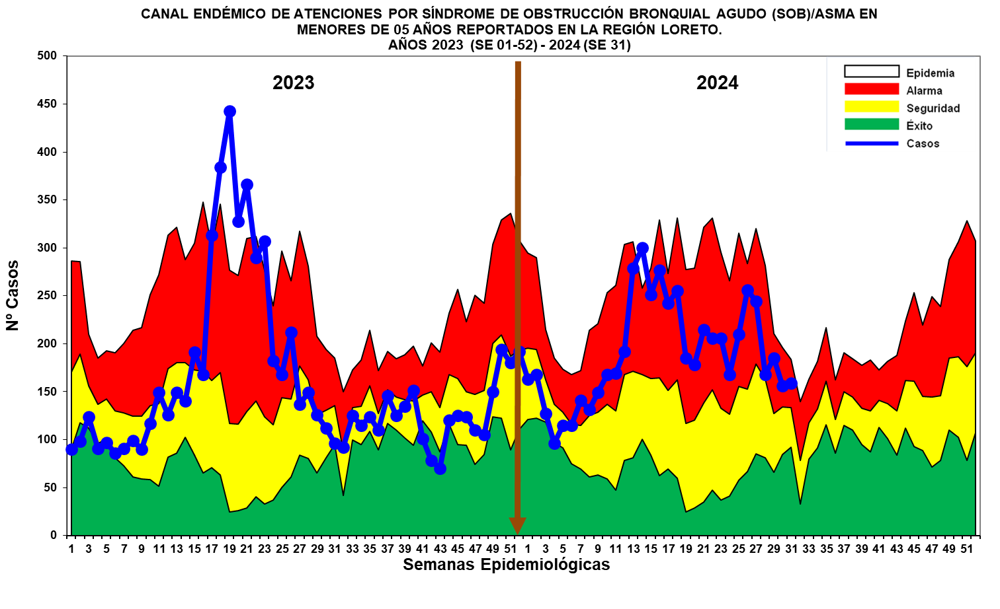 CANAL ENDÉMICO DE ATENCIONES POR SÍNDROME DE OBSTRUCCIÓN BRONQUIAL AGUDO (SOB)/ASMA EN
MENORES DE 05 AÑOS REPORTADOS EN LA REGIÓN LORETO.
AÑOS 2023 (SE 01-52) - 2024 (SE 31)
2023
2024
Epidemia
Alarma
Seguridad
Éxito
Casos
Nº Casos
500
450
400
350
300
250
200
150
100
50
0
1 3 5 7 9 11 13 15 17 19 21 23 25 27 29 31 33 35 37 39 41 43 45 47 49 51 1 3 5 7 9 11 13 15 17 19 21 23 25 27 29 31 33 35 37 39 41 43 45 47 49 51
Semanas Epidemiológicas